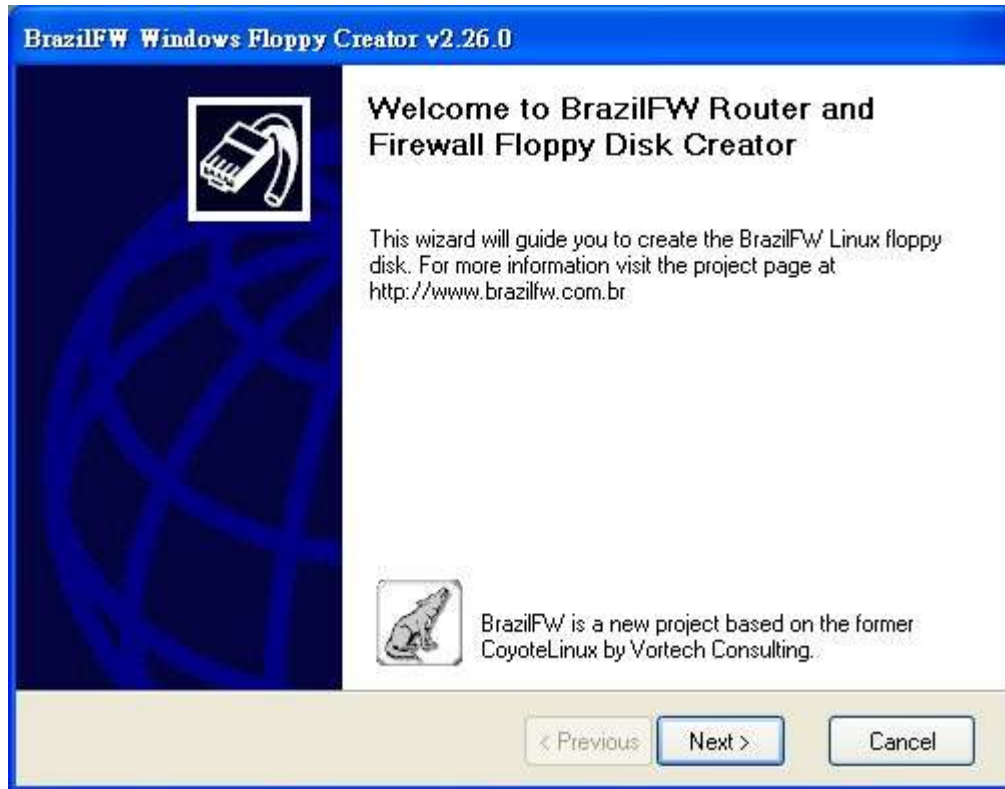 BrazilFW Windows Floppy Creator v2.26.0
Welcome to BrazilFW Router and
Firewall Floppy Disk Creator
This wizard will guide you to create the BrazilFW Linux floppy
disk. For more information visit the project page at
http://www.brazilfw.com.br
BrazilFW is a new project based on the former
CoyoteLinux by Vortech Consulting.
< Previous
Next >
Cancel